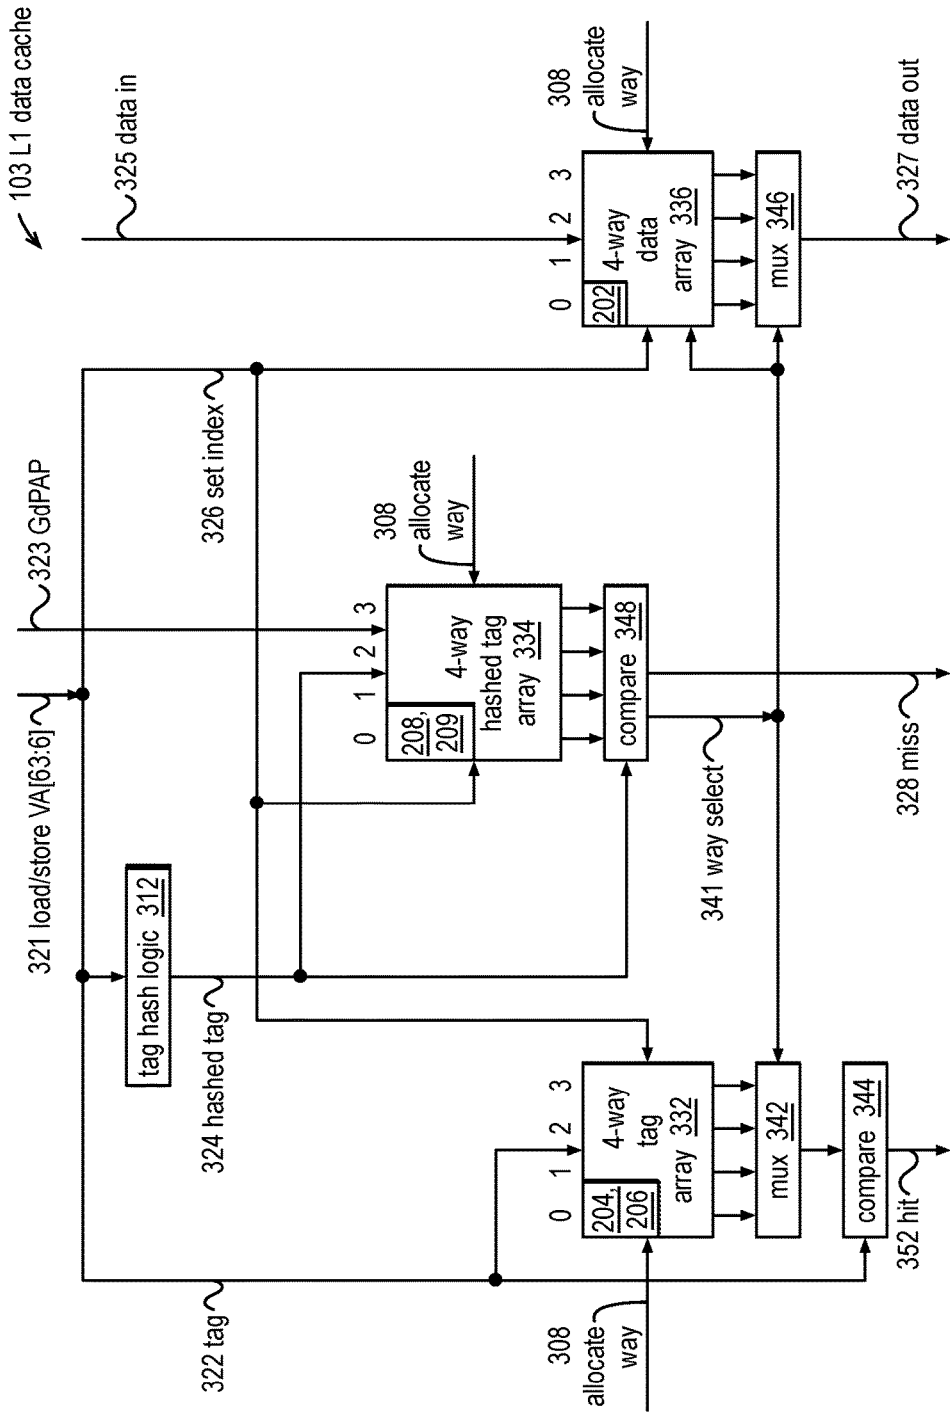 103 L1 data cache
321 load/store VA[63:6]
323 GdPAP
325 data in
tag hash logic 312
322 tag
324 hashed tag
326 set index
308
allocate
way
0 1 2 3
204,
206
4-way
tag
array 332
mux 342
compare 344
352 hit
308
allocate
way
0 1 2 3
208,
209
4-way
hashed tag
array 334
compare 348
341 way select
328 miss
308
allocate
way
0 1 2 3
202
4-way
data
array 336
mux 346
327 data out